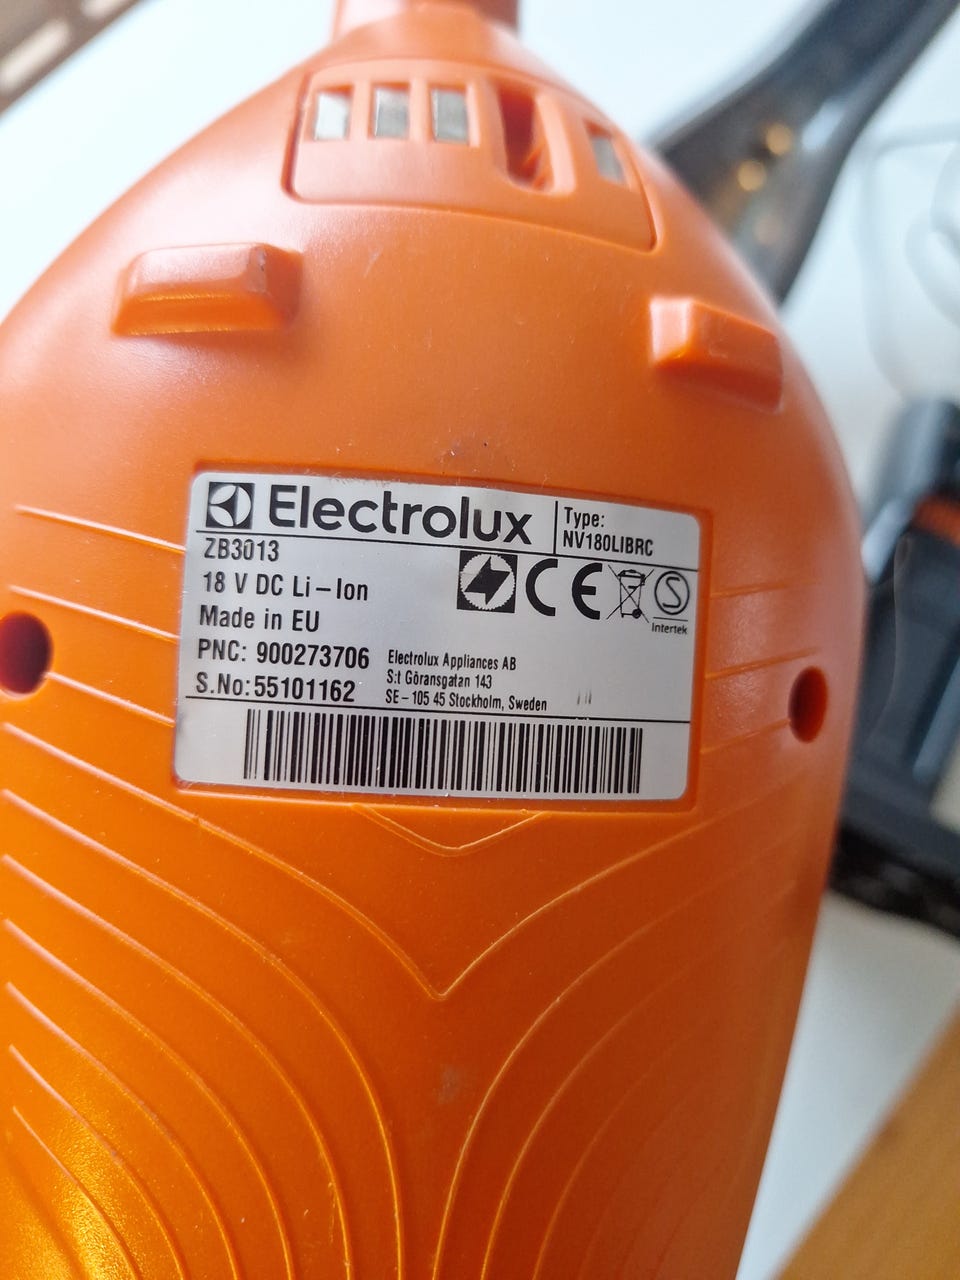 Electrolux
Type:
NV180LIBRC
ZB3013
18 V DC Li-Ion
Made in EU
CE
S
Intertek
PNC: 900273706
S.No:55101162
Electrolux Appliances AB
S:t Göransgatan 143
SE-105 45 Stockholm, Sweden